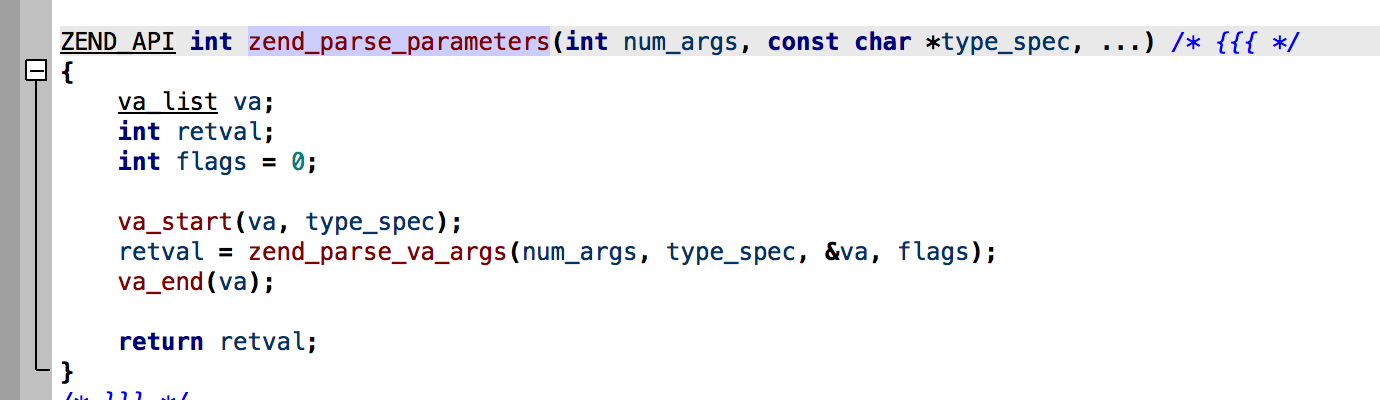 ZEND_API int zend_parse_parameters(int num_args, const char *type_spec, ...) /* {{{ */
{
    va_list va;
    int retval;
    int flags = 0;

    va_start(va, type_spec);
    retval = zend_parse_va_args(num_args, type_spec, &va, flags);
    va_end(va);

    return retval;
}
/* }}} */